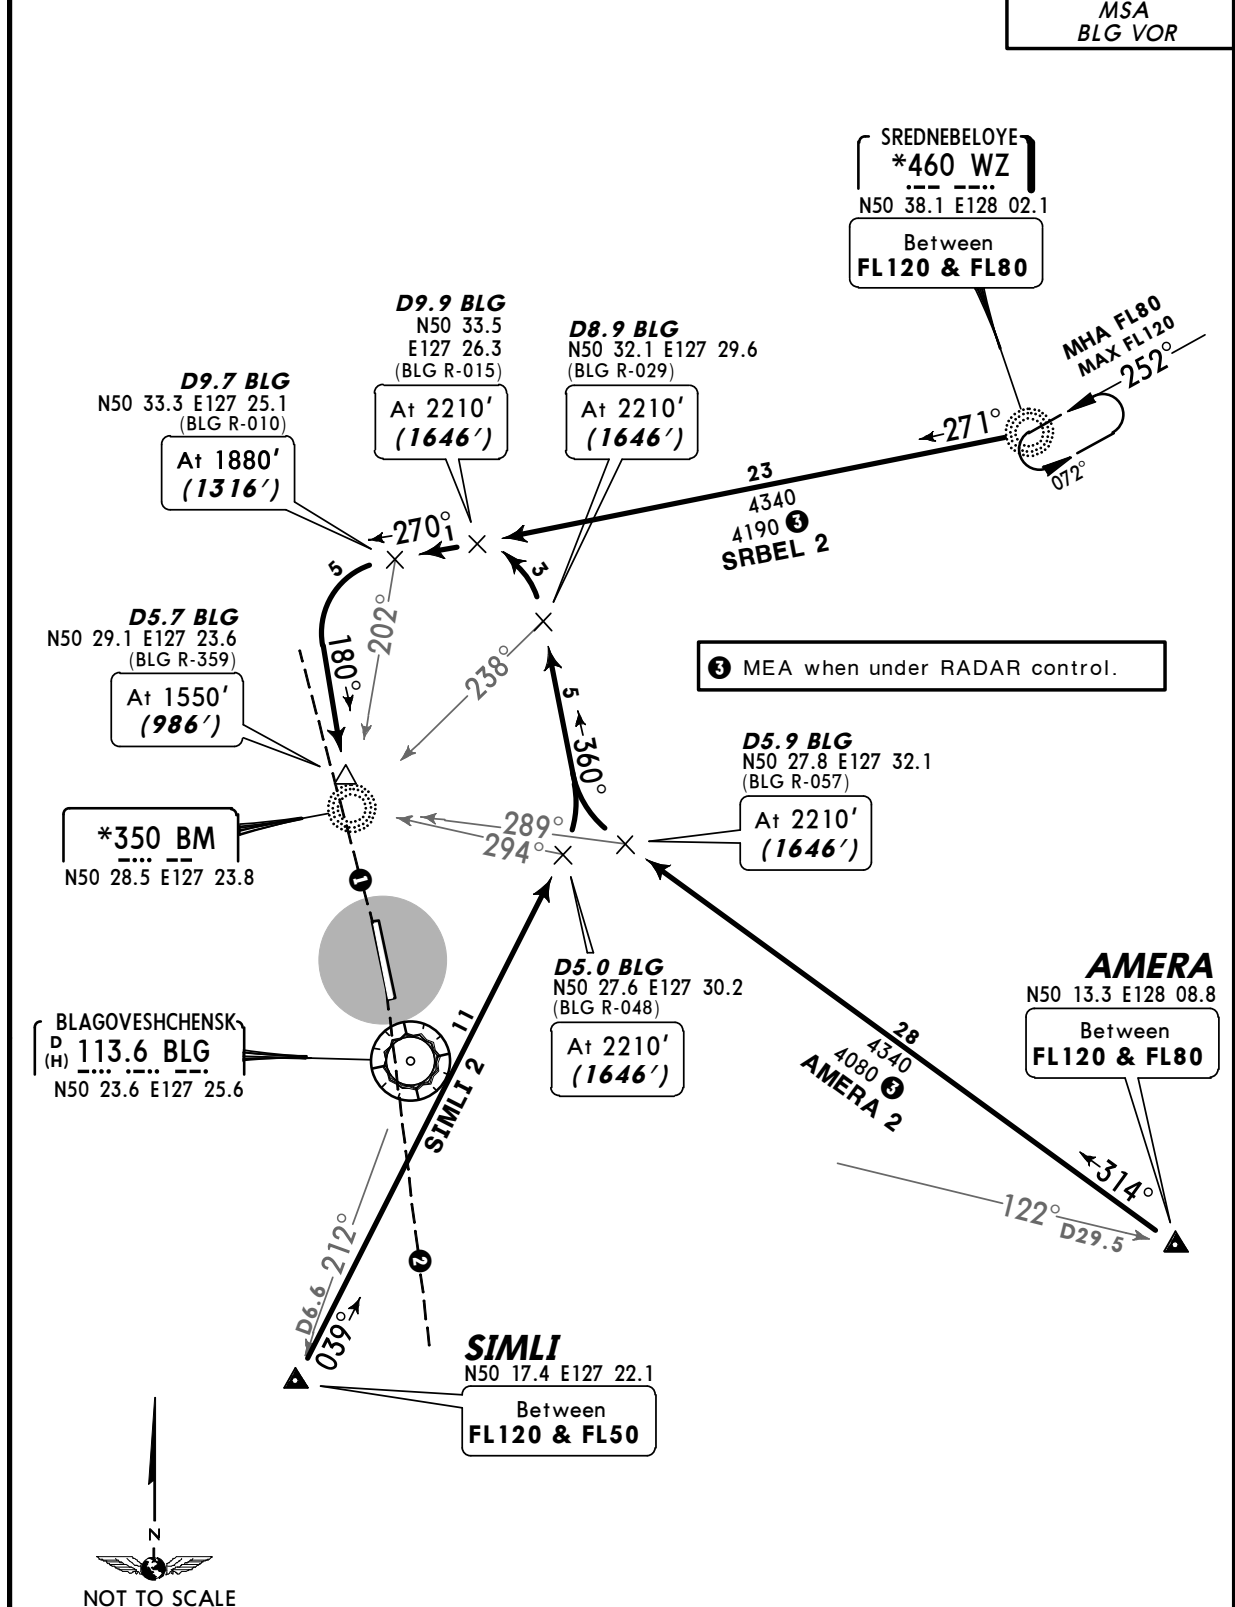 MSA
BLG VOR
SREDNEBELOYE
*460 WZ
N50 38.1 E128 02.1
Between
FL120 & FL80
MHA FL80
MAX FL120
252°
072°
271°
23
4340
4190 3
SRBEL 2
D9.9 BLG
N50 33.5
E127 26.3
(BLG R-015)
At 2210'
(1646')
D8.9 BLG
N50 32.1 E127 29.6
(BLG R-029)
At 2210'
(1646')
D9.7 BLG
N50 33.3 E127 25.1
(BLG R-010)
At 1880'
(1316')
270°
1
3
5
202°
180°
238°
D5.7 BLG
N50 29.1 E127 23.6
(BLG R-359)
At 1550'
(986')
3 MEA when under RADAR control.
5
360°
D5.9 BLG
N50 27.8 E127 32.1
(BLG R-057)
At 2210'
(1646')
289°
294°
*350 BM
N50 28.5 E127 23.8
1
D5.0 BLG
N50 27.6 E127 30.2
(BLG R-048)
At 2210'
(1646')
AMERA
N50 13.3 E128 08.8
Between
FL120 & FL80
BLAGOVESHCHENSK
D
(H) 113.6 BLG
N50 23.6 E127 25.6
11
SIMLI 2
28
4340
4080 3
AMERA 2
314°
122°
D29.5
D6.6
212°
039°
2
SIMLI
N50 17.4 E127 22.1
Between
FL120 & FL50
N
NOT TO SCALE